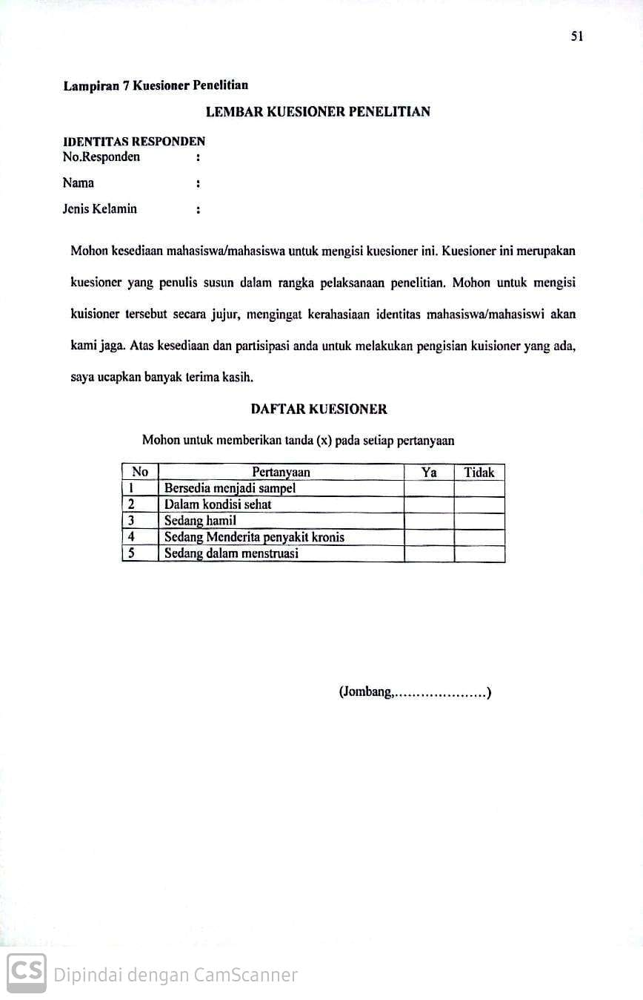 51
Lampiran 7 Kuesioner Penelitian
LEMBAR KUESIONER PENELITIAN
IDENTITAS RESPONDEN
No.Responden :
Nama :
Jenis Kelamin :
Mohon kesediaan mahasiswa/mahasiswa untuk mengisi kuesioner ini. Kuesioner ini merupakan
kuesioner yang penulis susun dalam rangka pelaksanaan penelitian. Mohon untuk mengisi
kuisioner tersebut secara jujur, mengingat kerahasiaan identitas mahasiswa/mahasiswi akan
kami jaga. Atas kesediaan dan partisipasi anda untuk melakukan pengisian kuisioner yang ada,
saya ucapkan banyak terima kasih.
DAFTAR KUESIONER
Mohon untuk memberikan tanda (x) pada setiap pertanyaan
No Pertanyaan Ya Tidak
1 Bersedia menjadi sampel
2 Dalam kondisi sehat
3 Sedang hamil
4 Sedang Menderita penyakit kronis
5 Sedang dalam menstruasi
(Jombang,......................)
CS Dipindai dengan CamScanner